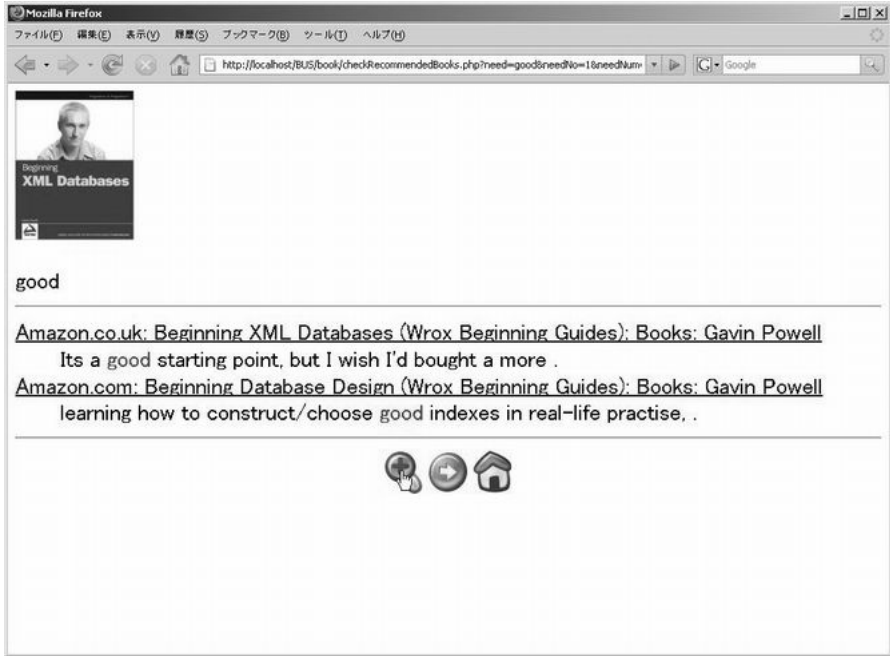 Mozilla Firefox
ファイル(F) 編集(E) 表示(V) 履歴(S) ブックマーク(B) ツール(T) ヘルプ(H)
http://localhost/BUS/book/checkRecommendedBooks.php?need=good&needNo=1&needNum
G Google
Beginning
XML Databases
good
Amazon.co.uk: Beginning XML Databases (Wrox Beginning Guides): Books: Gavin Powell
Its a good starting point, but I wish I'd bought a more .
Amazon.com: Beginning Database Design (Wrox Beginning Guides): Books: Gavin Powell
learning how to construct/choose good indexes in real-life practise, .